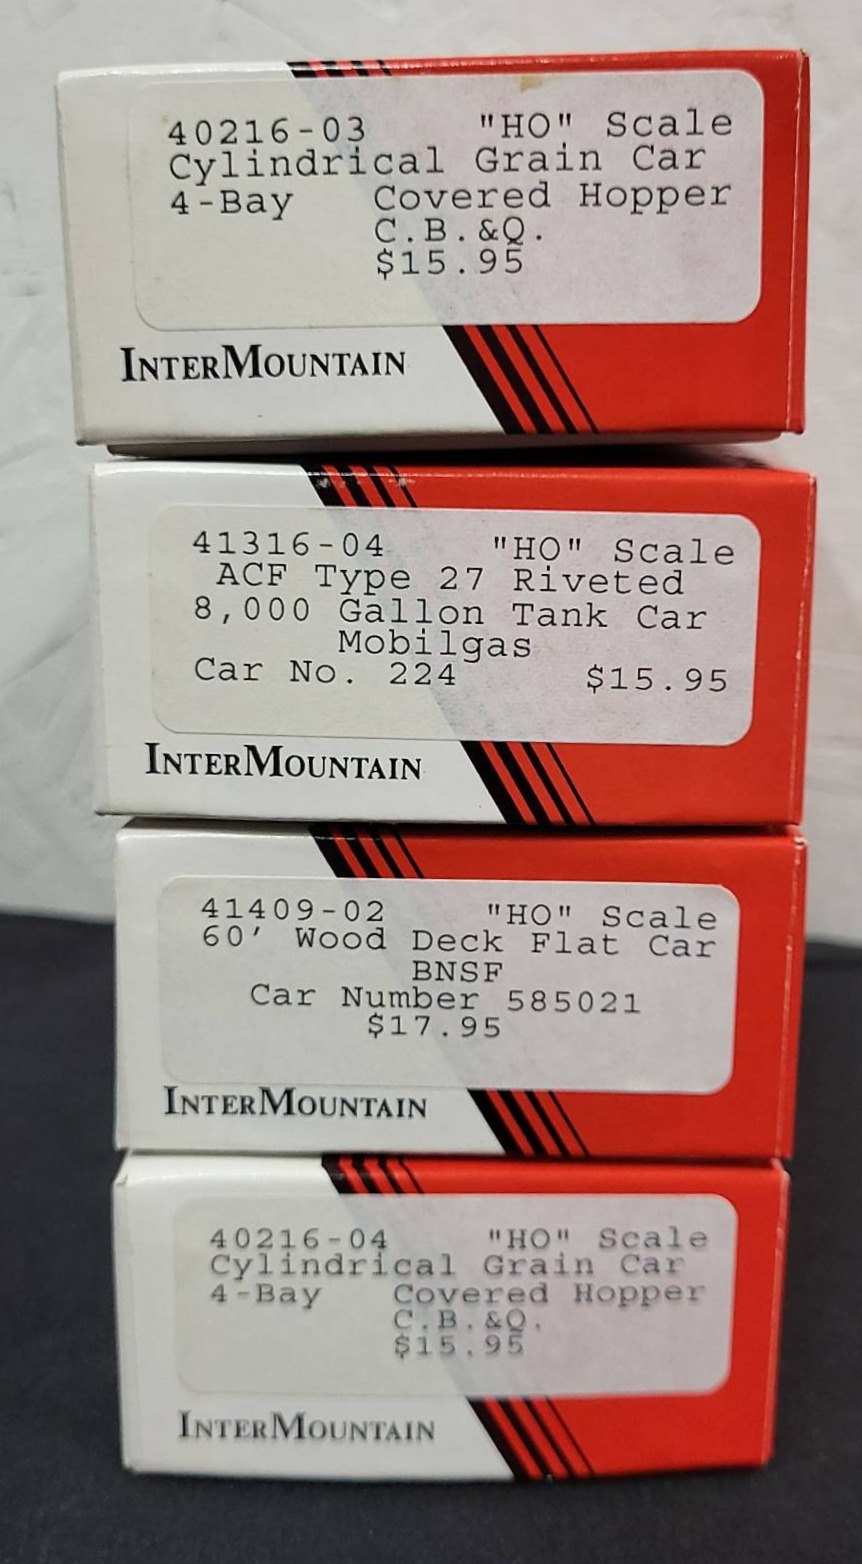 40216-03 "HO" Scale
Cylindrical Grain Car
4-Bay Covered Hopper
C.B.&Q.
$15.95
INTERMOUNTAIN
41316-04 "HO" Scale
ACF Type 27 Riveted
8,000 Gallon Tank Car
Mobilgas
Car No. 224 $15.95
INTERMOUNTAIN
41409-02 "HO" Scale
60' Wood Deck Flat Car
BNSF
Car Number 585021
$17.95
INTERMOUNTAIN
40216-04 "HO" Scale
Cylindrical Grain Car
4-Bay Covered Hopper
C.B.&Q.
$15.95
INTERMOUNTAIN